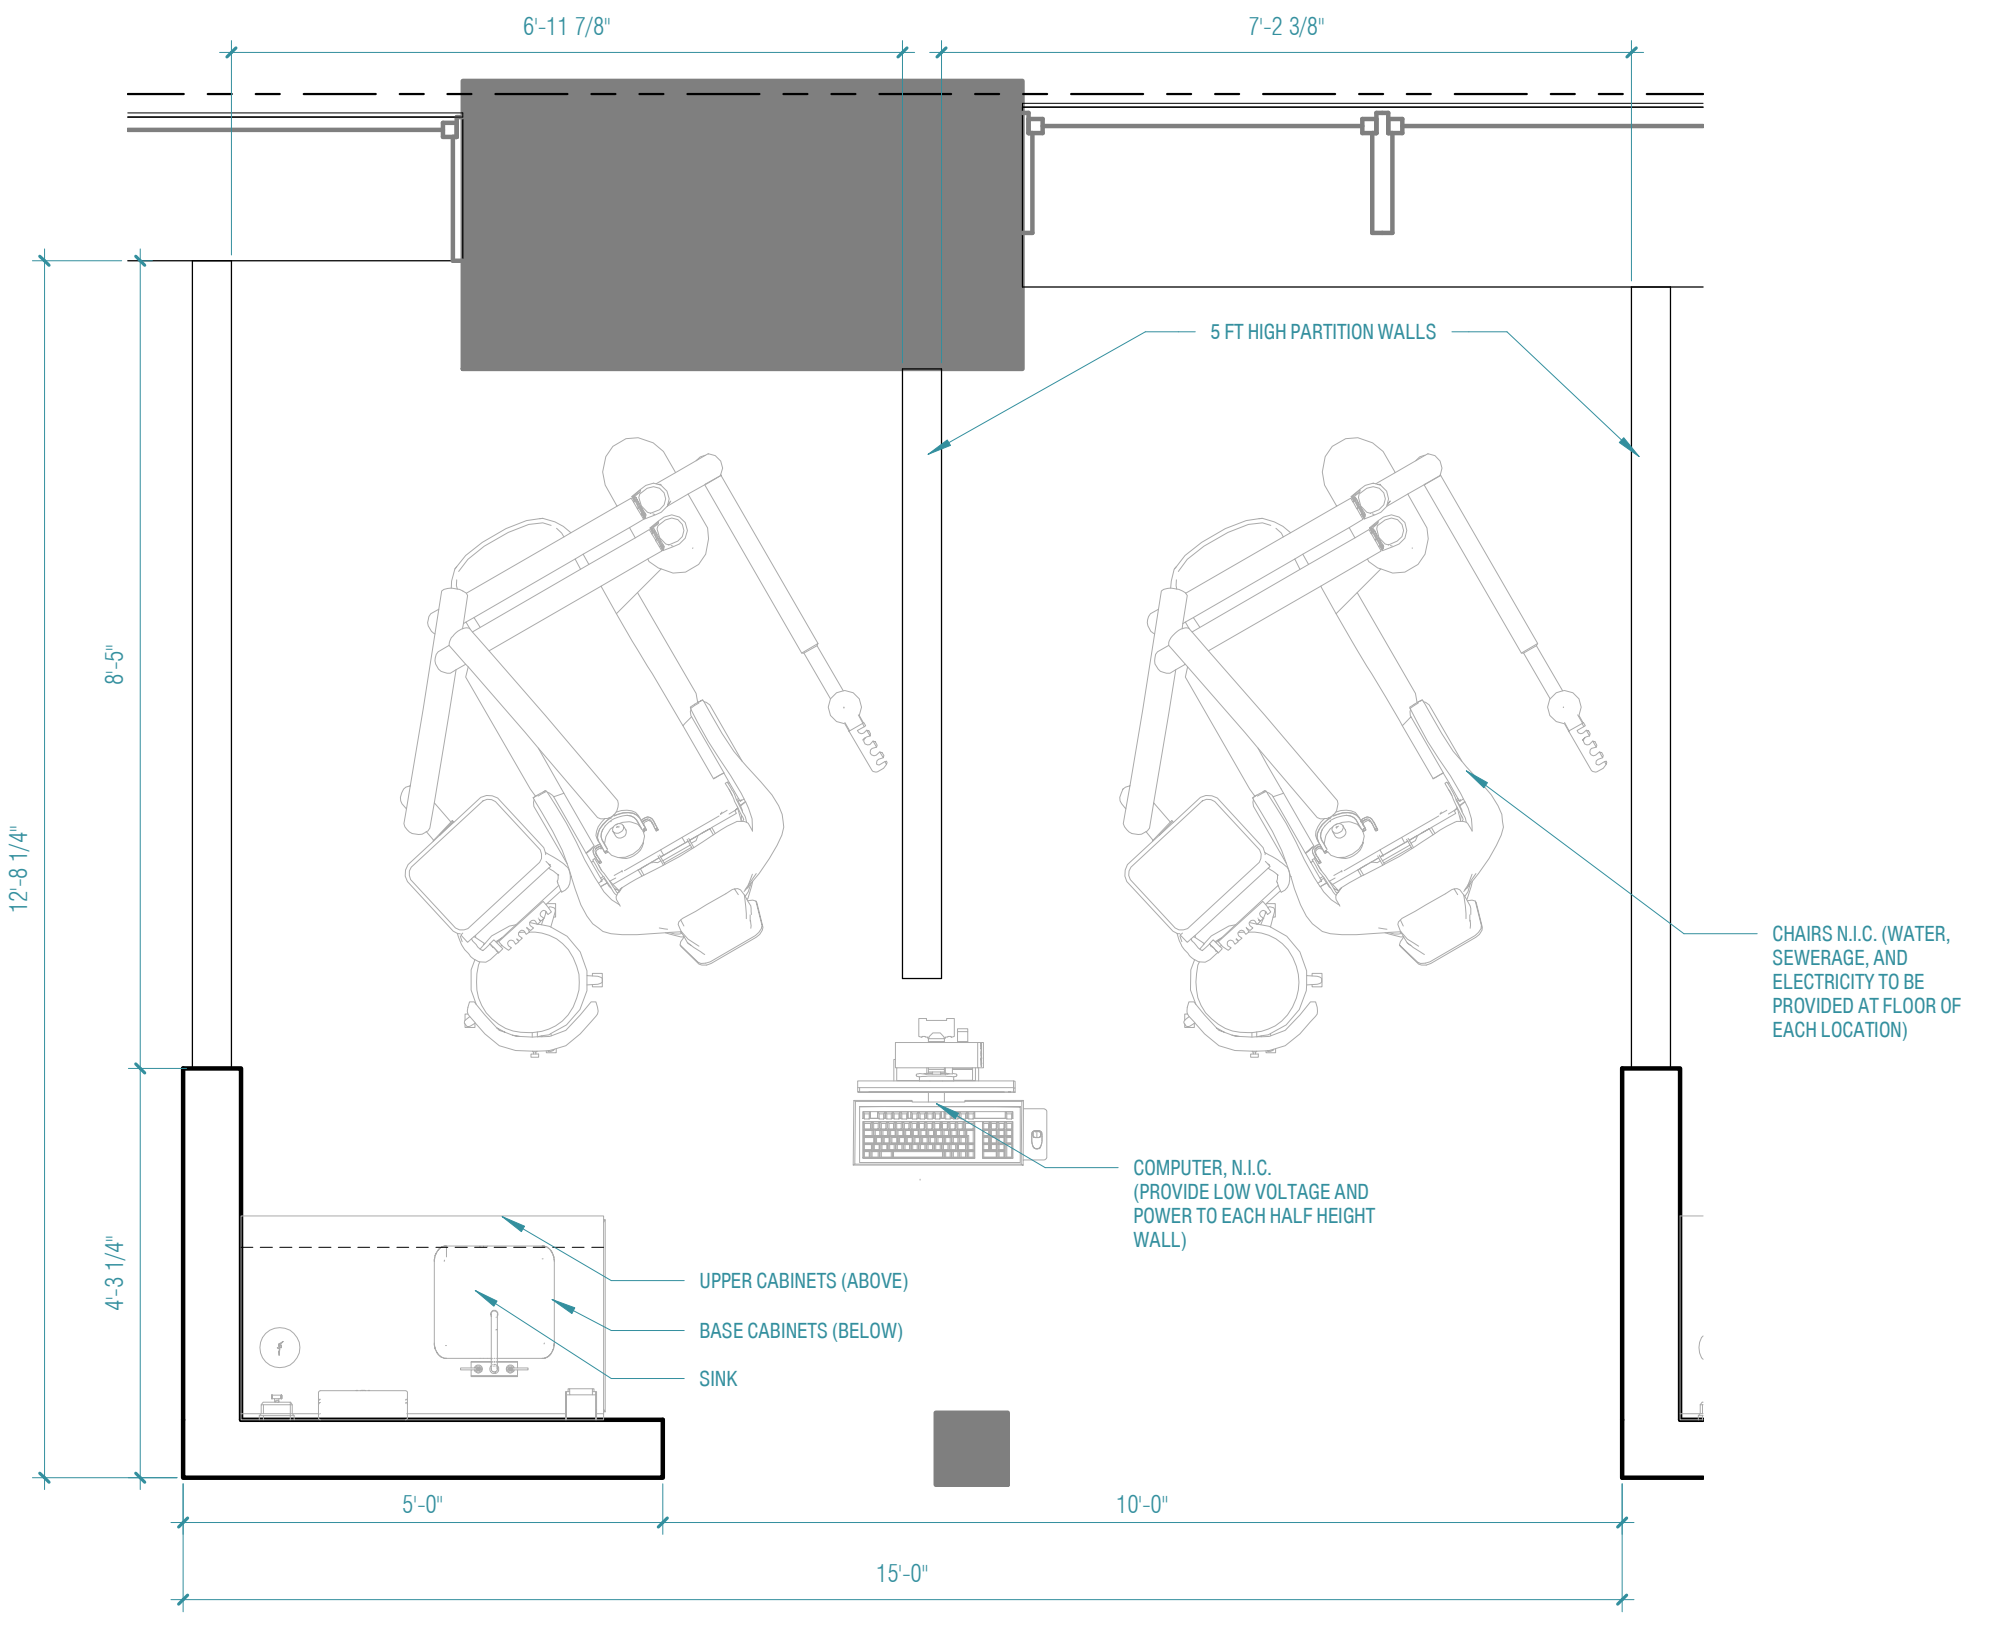 6'-11 7/8"
7'-2 3/8"
5 FT HIGH PARTITION WALLS
8'-5"
12'-8 1/4"
CHAIRS N.I.C. (WATER,
SEWERAGE, AND
ELECTRICITY TO BE
PROVIDED AT FLOOR OF
EACH LOCATION)
COMPUTER, N.I.C.
(PROVIDE LOW VOLTAGE AND
POWER TO EACH HALF HEIGHT
WALL)
4'-3 1/4"
UPPER CABINETS (ABOVE)
BASE CABINETS (BELOW)
SINK
5'-0"
10'-0"
15'-0"